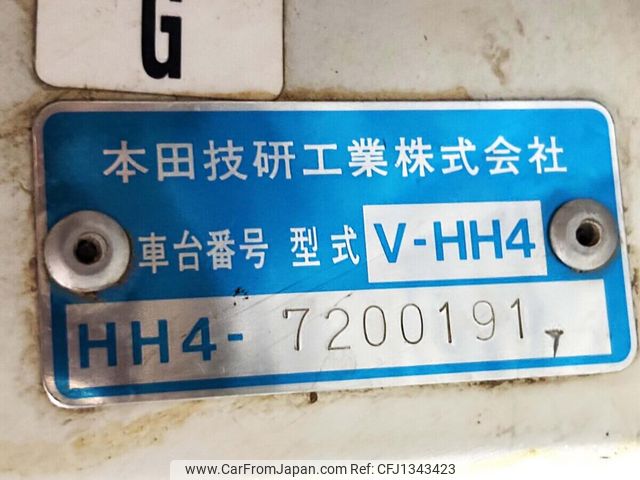 G
本田技研工業株式会社
車台番号 型式 V-HH4
HH4-7200191
www.CarFromJapan.com CFJ1343423